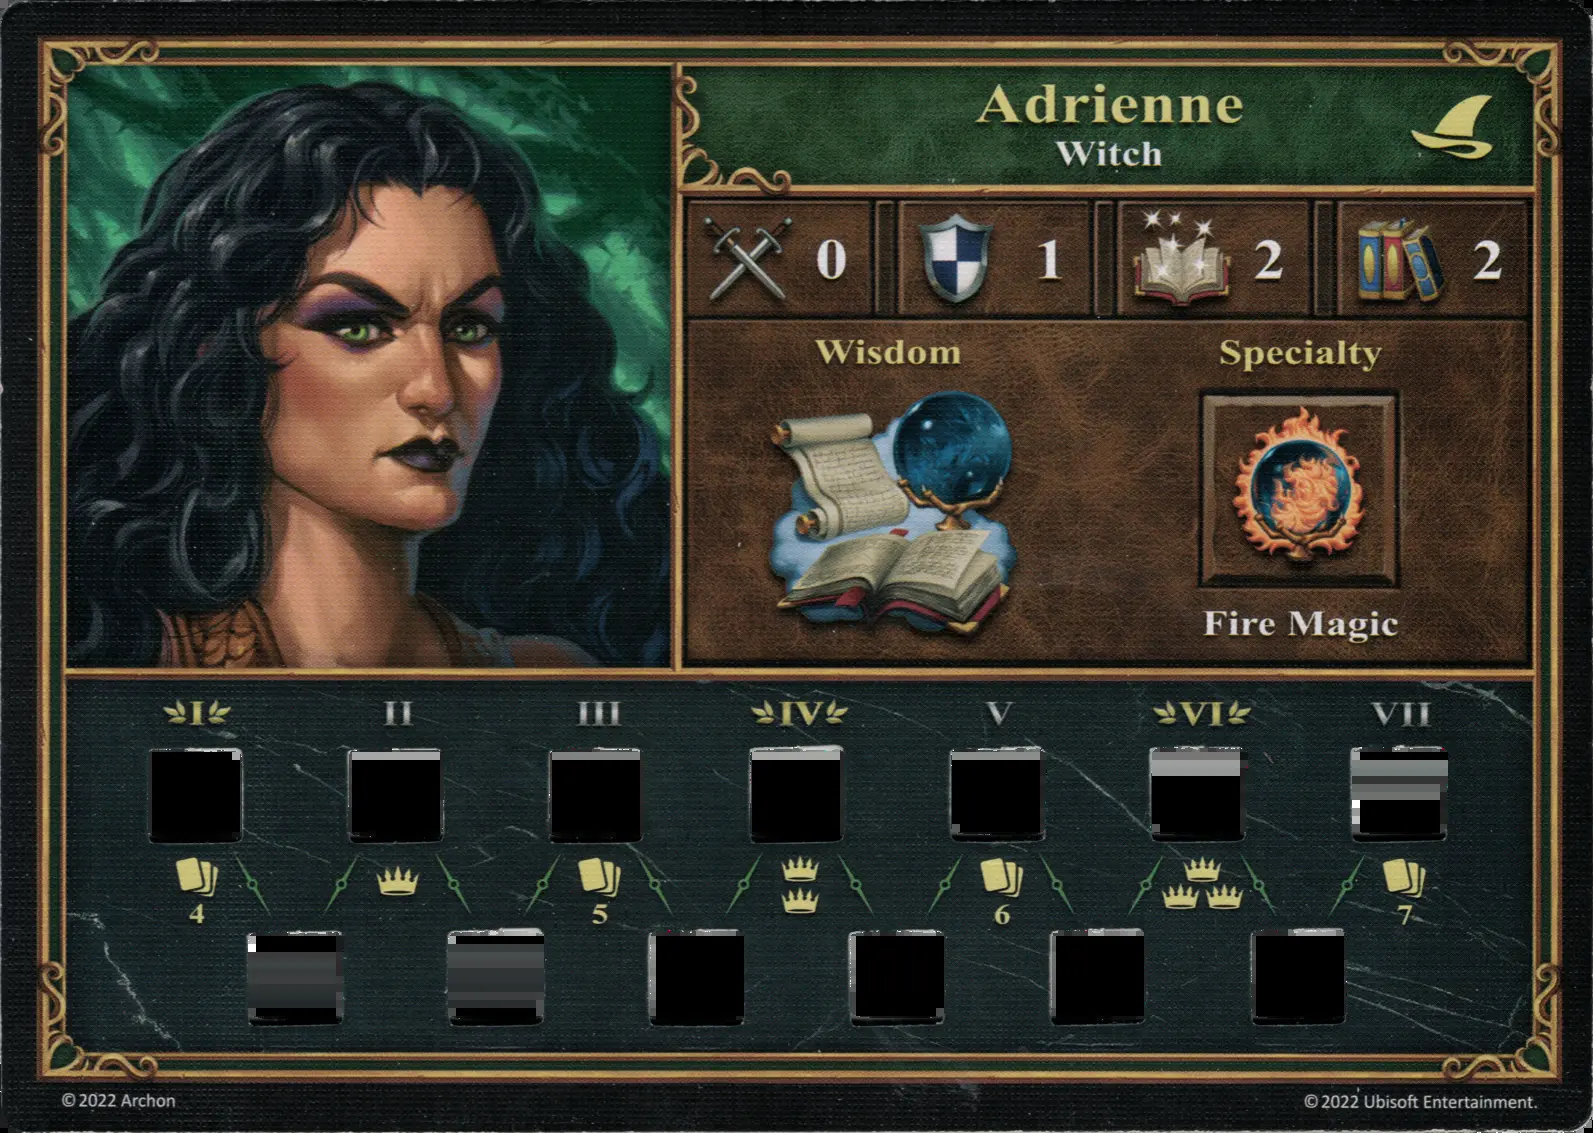 Adrienne
Witch
0 1 2 2
Wisdom Specialty
Fire Magic
I II III IV V VI VII
4 5 6 7
©2022 Archon ©2022 Ubisoft Entertainment.